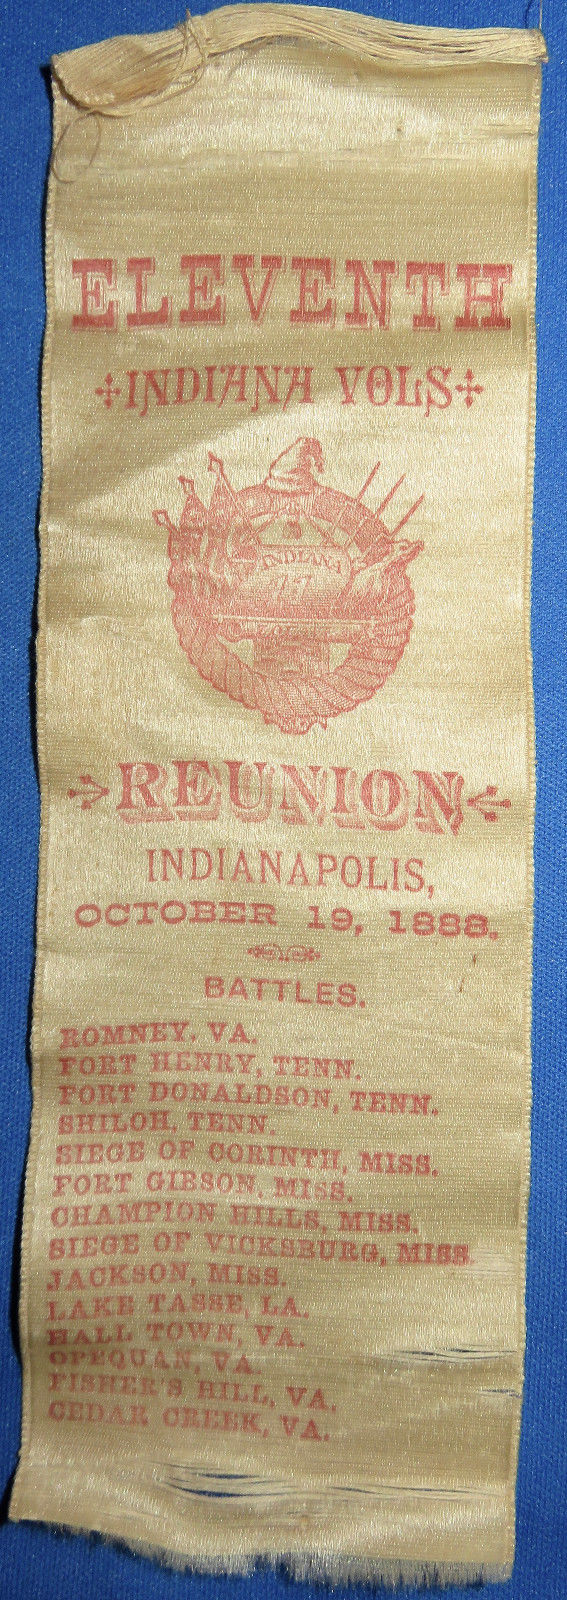 ELEVENTH
INDIANA VOLS
INDIANA
REUNION
INDIANAPOLIS,
OCTOBER 19, 1888.
BATTLES.
ROMNEY, VA.
FORT HENRY, TENN.
FORT DONALDSON, TENN.
SHILOH, TENN.
SIEGE OF CORINTH, MISS.
FORT GIBSON, MISS.
CHAMPION HILLS, MISS.
SIEGE OF VICKSBURG, MISS.
JACKSON, MISS.
LAKE TASSE, LA.
HALL TOWN, VA.
OPEQUAN, VA.
FISHER'S HILL, VA.
CEDAR CREEK, VA.